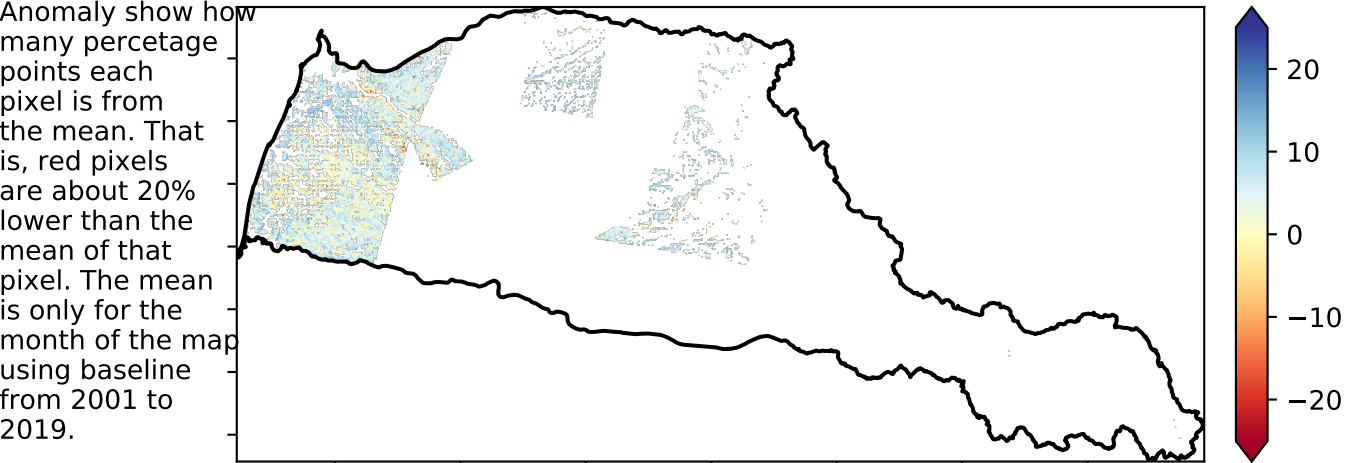 Anomaly show how
many percetage
points each
pixel is from
the mean. That
is, red pixels
are about 20%
lower than the
mean of that
pixel. The mean
is only for the
month of the map
using baseline
from 2001 to
2019.
20
10
0
−10
−20